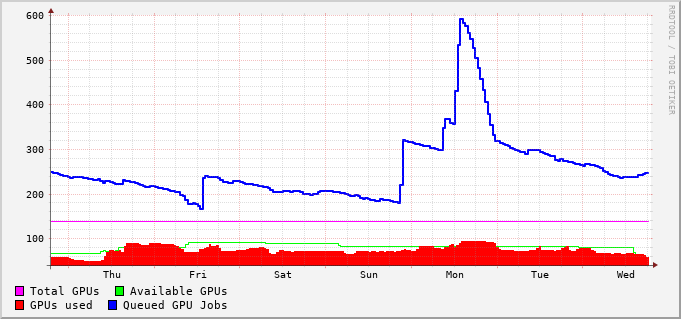 600
500
400
300
200
100
Thu Fri Sat Sun Mon Tue Wed
Total GPUs Available GPUs
GPUs used Queued GPU Jobs
RRDTOOL / TOBI OETIKER